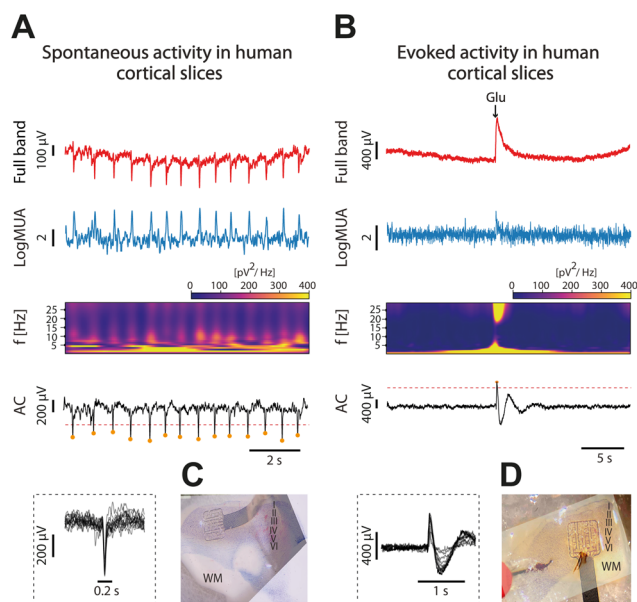 A
Spontaneous activity in human
cortical slices
Full band
100 μV
LogMUA
2
[pV²/ Hz]
0 100 200 300 400
f [Hz]
25
20
15
10
5
AC
200 μV
2 s
200 μV
0.2 s
C
I
II
III
IV
V
VI
WM
B
Evoked activity in human
cortical slices
Glu
Full band
400 μV
LogMUA
2
[pV²/ Hz]
0 100 200 300 400
f [Hz]
25
20
15
10
5
AC
400 μV
5 s
400 μV
1 s
D
I
II
III
IV
V
VI
WM